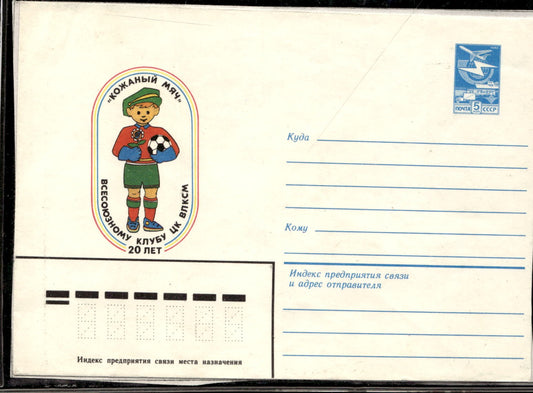 "КОЖАНЫЙ МЯЧ"
ВСЕСОЮЗНОМУ КЛУБУ ЦК ВЛКСМ
20 ЛЕТ
ПОЧТА 5 СССР
Куда
Кому
Индекс предприятия связи
и адрес отправителя
Индекс предприятия связи места назначения